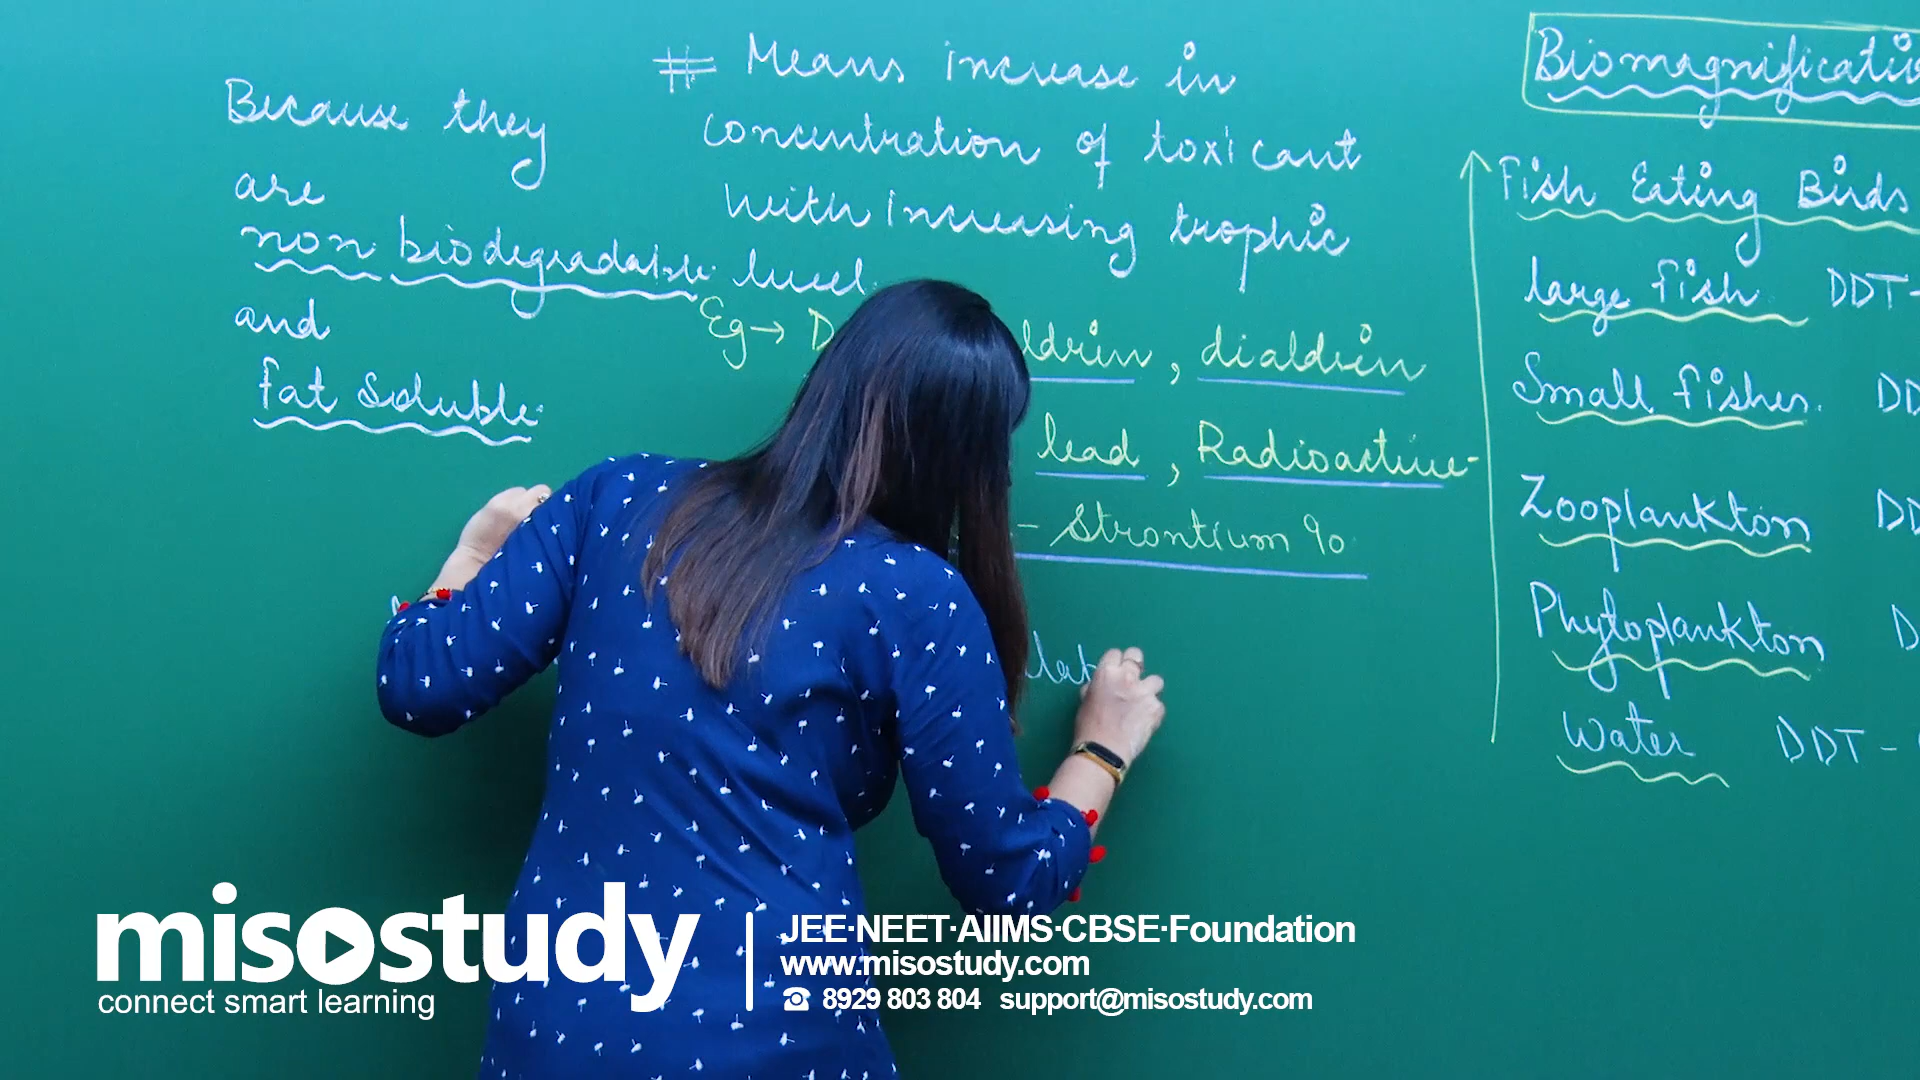 Because they
are
non biodegradable
and
fat soluble
# Means increase in
concentration of toxicant
with increasing trophic
level
Eg → D
ldrin, dialdrin
lead, Radioactive-
- Strontium 90
Biomagnificatio
Fish Eating Birds
large fish DDT-
Small fishes. DD
Zooplankton DD
Phytoplankton D
Water DDT-
misostudy
connect smart learning
JEE·NEET·AIIMS·CBSE·Foundation
www.misostudy.com
8929 803 804 support@misostudy.com